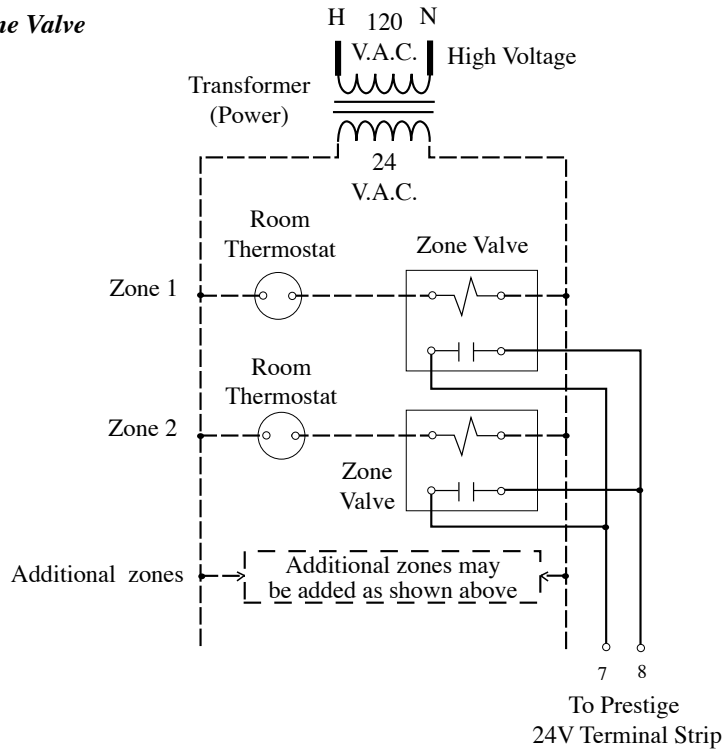 ne Valve
H 120 N
V.A.C.
High Voltage
Transformer
(Power)
24
V.A.C.
Room
Thermostat
Zone Valve
Zone 1
Room
Thermostat
Zone 2
Zone
Valve
Additional zones
Additional zones may
be added as shown above
7 8
To Prestige
24V Terminal Strip